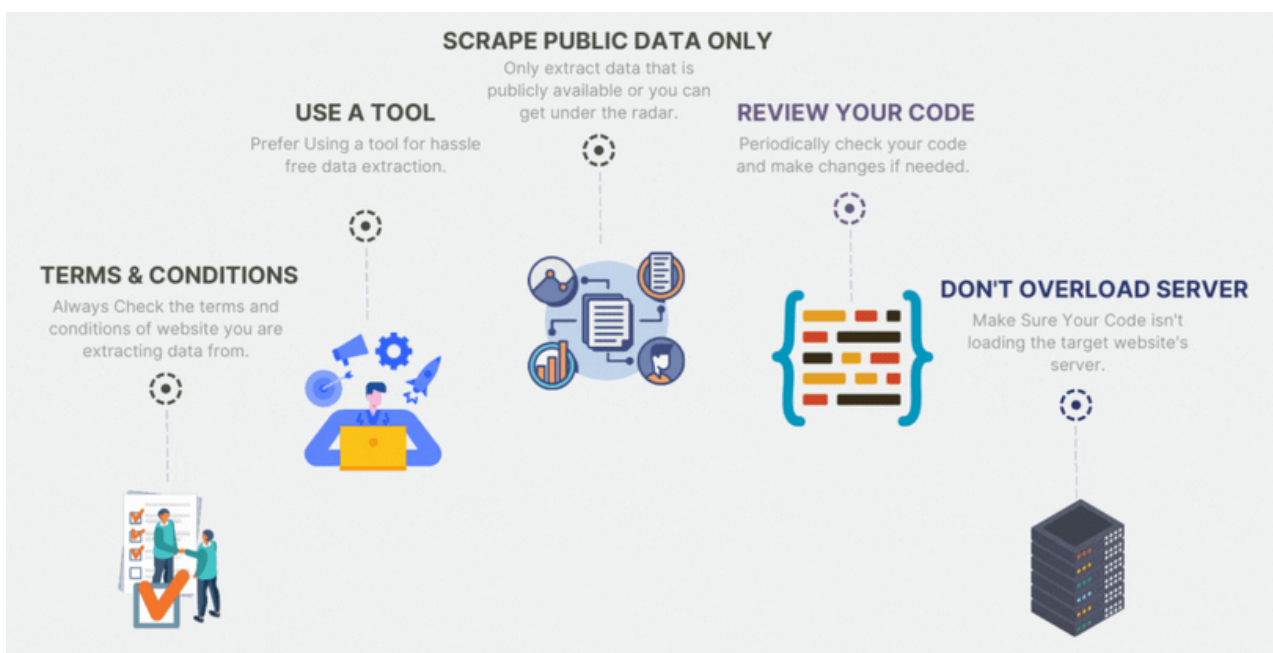 TERMS & CONDITIONS
Always Check the terms and
conditions of website you are
extracting data from.
USE A TOOL
Prefer Using a tool for hassle
free data extraction.
SCRAPE PUBLIC DATA ONLY
Only extract data that is
publicly available or you can
get under the radar.
REVIEW YOUR CODE
Periodically check your code
and make changes if needed.
DON'T OVERLOAD SERVER
Make Sure Your Code isn't
loading the target website's
server.